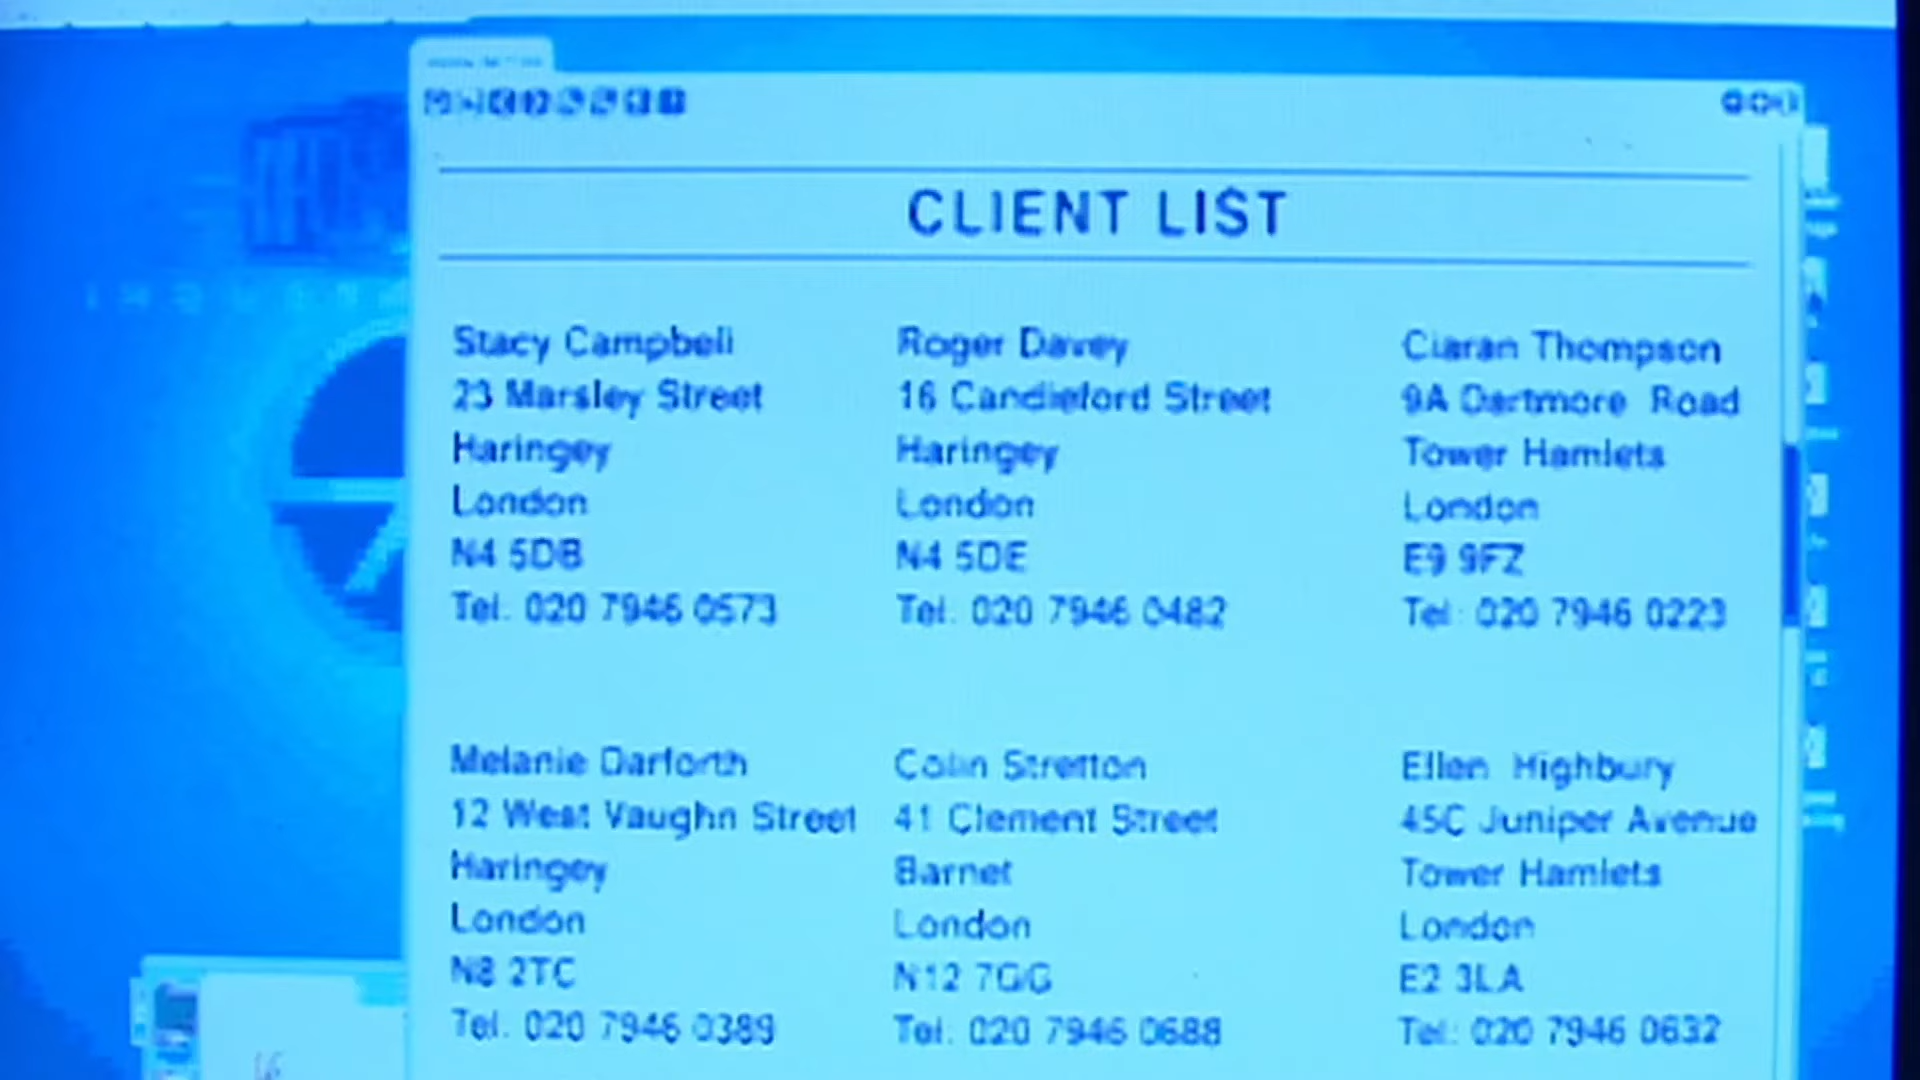 CLIENT LIST
Stacy Campbell
23 Marsley Street
Haringey
London
N4 5DB
Tel: 020 7946 0573
Roger Davey
16 Candleford Street
Haringey
London
N4 5DE
Tel: 020 7946 0482
Ciaran Thompson
9A Dartmore Road
Tower Hamlets
London
E9 9FZ
Tel: 020 7946 0223
Melanie Darforth
12 West Vaughn Street
Haringey
London
N8 2TC
Tel: 020 7946 0389
Colin Stretton
41 Clement Street
Barnet
London
N12 7GG
Tel: 020 7946 0688
Ellen Highbury
45C Juniper Avenue
Tower Hamlets
London
E2 3LA
Tel: 020 7946 0632